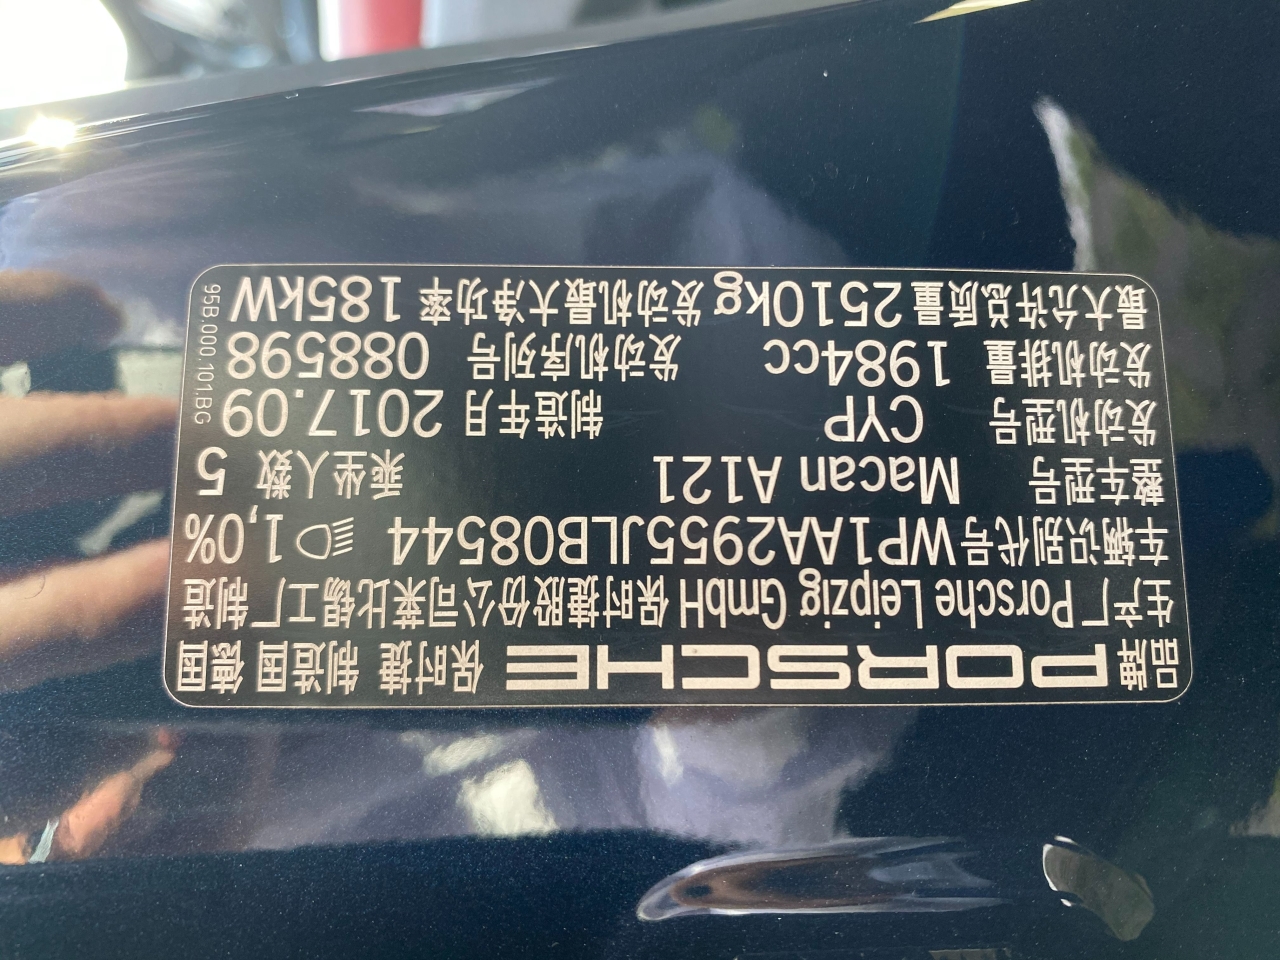 品牌 PORSCHE 保时捷 制造国 德国
生产厂 Porsche Leipzig GmbH 保时捷股份公司莱比锡工厂制造
车辆识别代号 WP1AA2955JLB08544 1,0%
整车型号 Macan A121 乘坐人数 5
发动机型号 CYP 制造年月 2017.09
发动机排量 1984cc 发动机序列号 088598
最大允许总质量 2510kg 发动机最大净功率 185kW
95B.000.101.BG